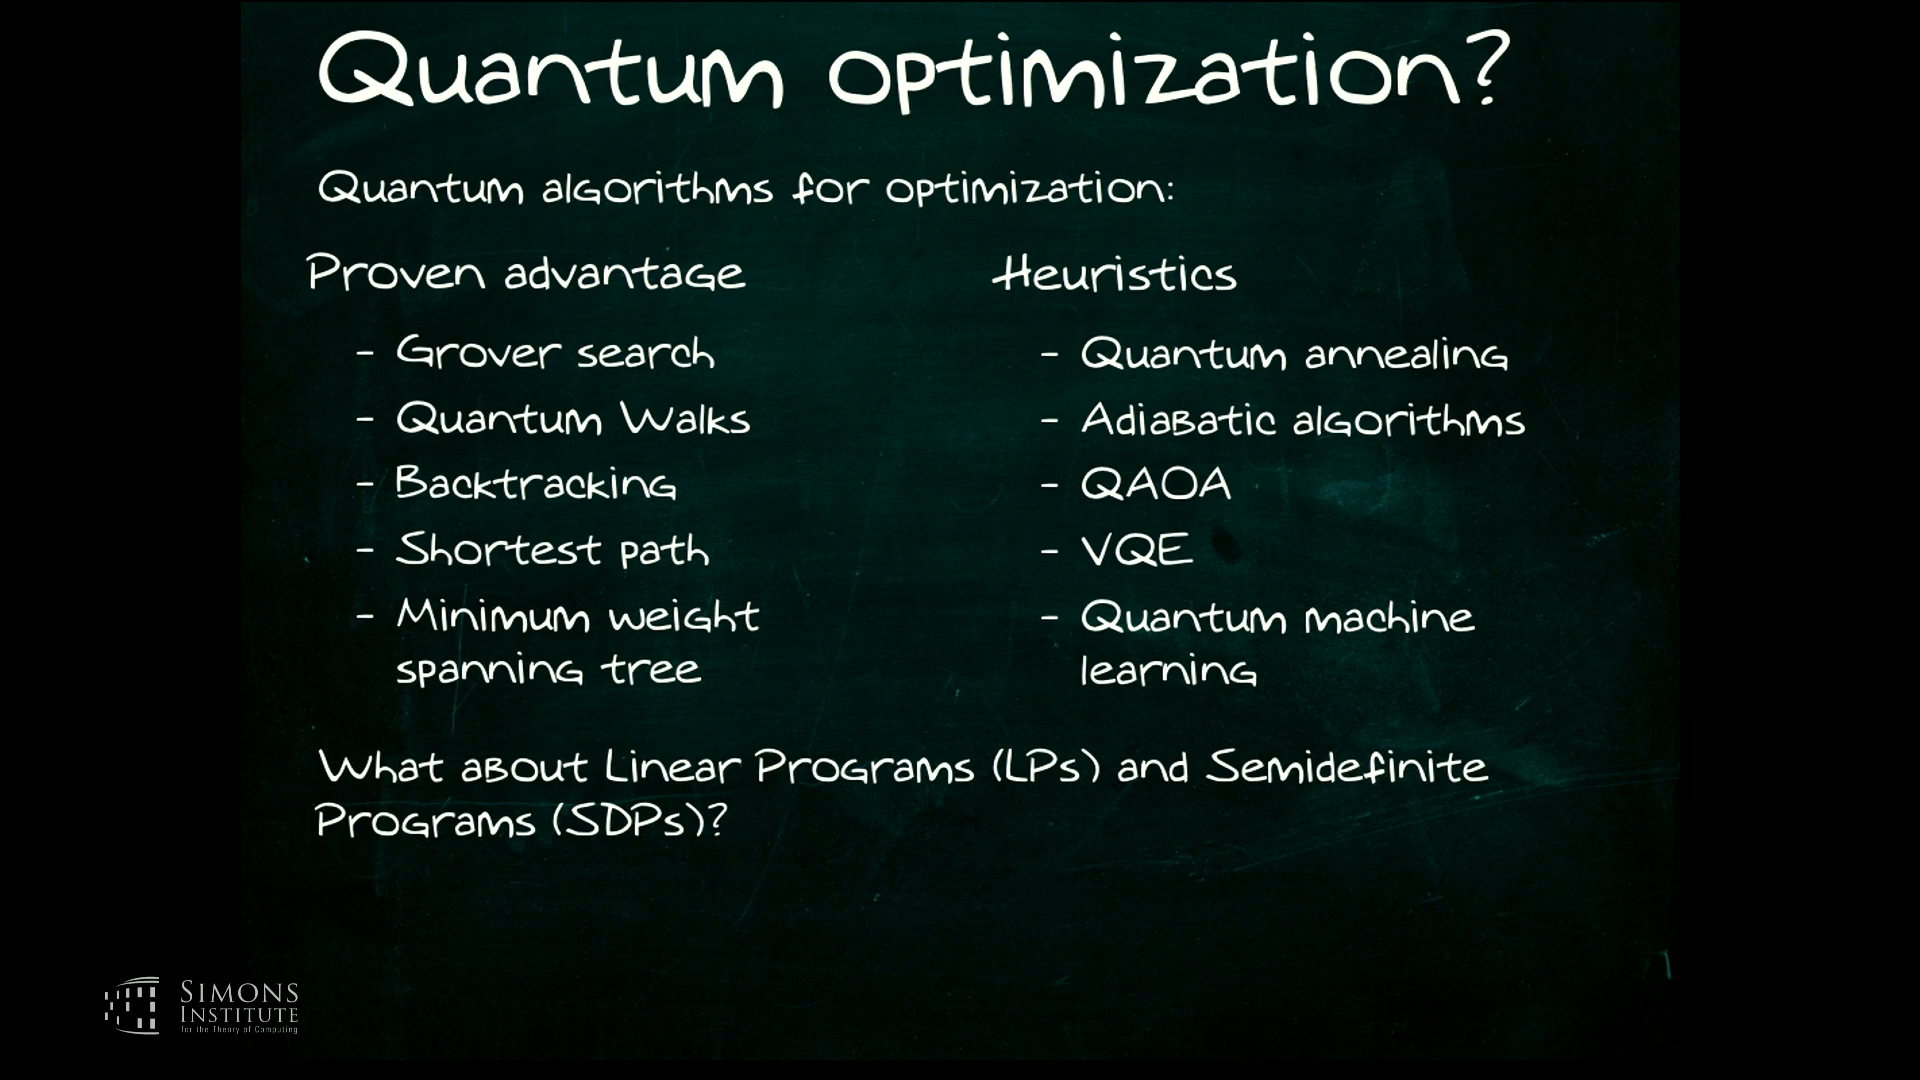 Quantum optimization?
Quantum algorithms for optimization:
Proven advantage
- Grover search
- Quantum Walks
- Backtracking
- Shortest path
- Minimum weight
spanning tree
Heuristics
- Quantum annealing
- Adiabatic algorithms
- QAOA
- VQE
- Quantum machine
learning
What about Linear Programs (LPs) and Semidefinite
Programs (SDPs)?
SIMONS
INSTITUTE
for the Theory of Computing